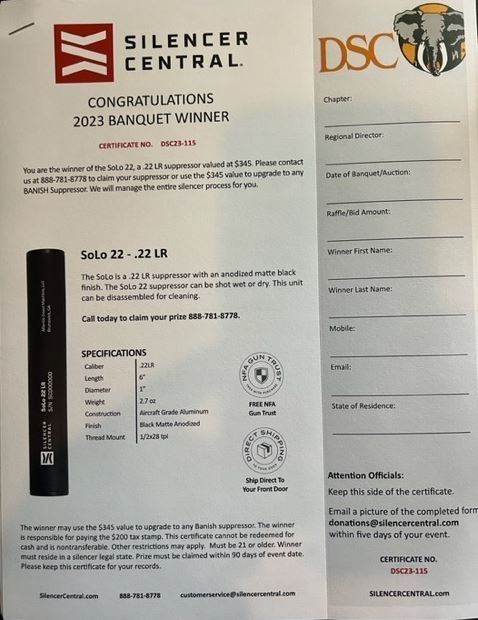 SILENCER
CENTRAL.
CONGRATULATIONS
2023 BANQUET WINNER
CERTIFICATE NO. DSC23-115
You are the winner of the SoLo 22, a .22 LR suppressor valued at $345. Please contact
us at 888-781-8778 to claim your suppressor or use the $345 value to upgrade to any
BANISH Suppressor. We will manage the entire silencer process for you.
SoLo 22 - .22 LR
The SoLo is a .22 LR suppressor with an anodized matte black
finish. The SoLo 22 suppressor can be shot wet or dry. This unit
can be disassembled for cleaning.
Call today to claim your prize 888-781-8778.
SPECIFICATIONS
Caliber .22LR
Length 6"
Diameter 1"
Weight 2.7 oz
Construction Aircraft Grade Aluminum
Finish Black Matte Anodized
Thread Mount 1/2x28 tpi
SILENCER
CENTRAL
SoLo 22 LR
NFA GUN TRUST
FREE NFA
Gun Trust
DIRECT SHIPPING
TO YOUR DOOR
Ship Direct To
Your Front Door
The winner may use the $345 value to upgrade to any Banish suppressor. The winner
is responsible for paying the $200 tax stamp. This certificate cannot be redeemed for
cash and is nontransferable. Other restrictions may apply. Must be 21 or older. Winner
must reside in a silencer legal state. Prize must be claimed within 90 days of event date.
Please keep this certificate for your records.
SilencerCentral.com 888-781-8778 customerservice@silencercentral.com
DSC
Chapter:
Regional Director:
Date of Banquet/Auction:
Raffle/Bid Amount:
Winner First Name:
Winner Last Name:
Mobile:
Email:
State of Residence:
Attention Officials:
Keep this side of the certificate.
Email a picture of the completed form
donations@silencercentral.com
within five days of your event.
CERTIFICATE NO.
DSC23-115
SILENCERCENTRAL.COM